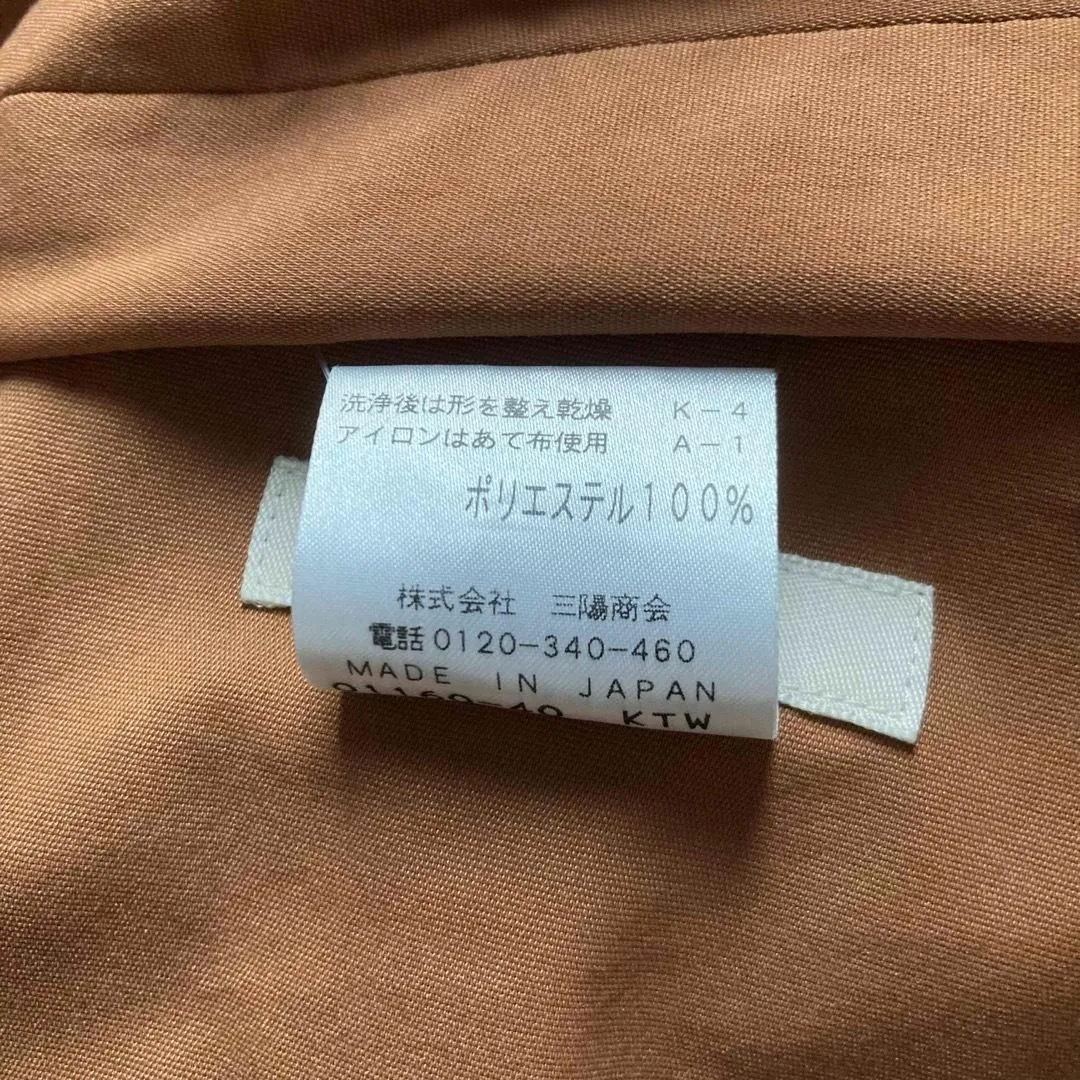 洗浄後は形を整え乾燥 K-4
アイロンはあて布使用 A-1
ポリエステル100%
株式会社 三陽商会
電話0120-340-460
MADE IN JAPAN
KTW